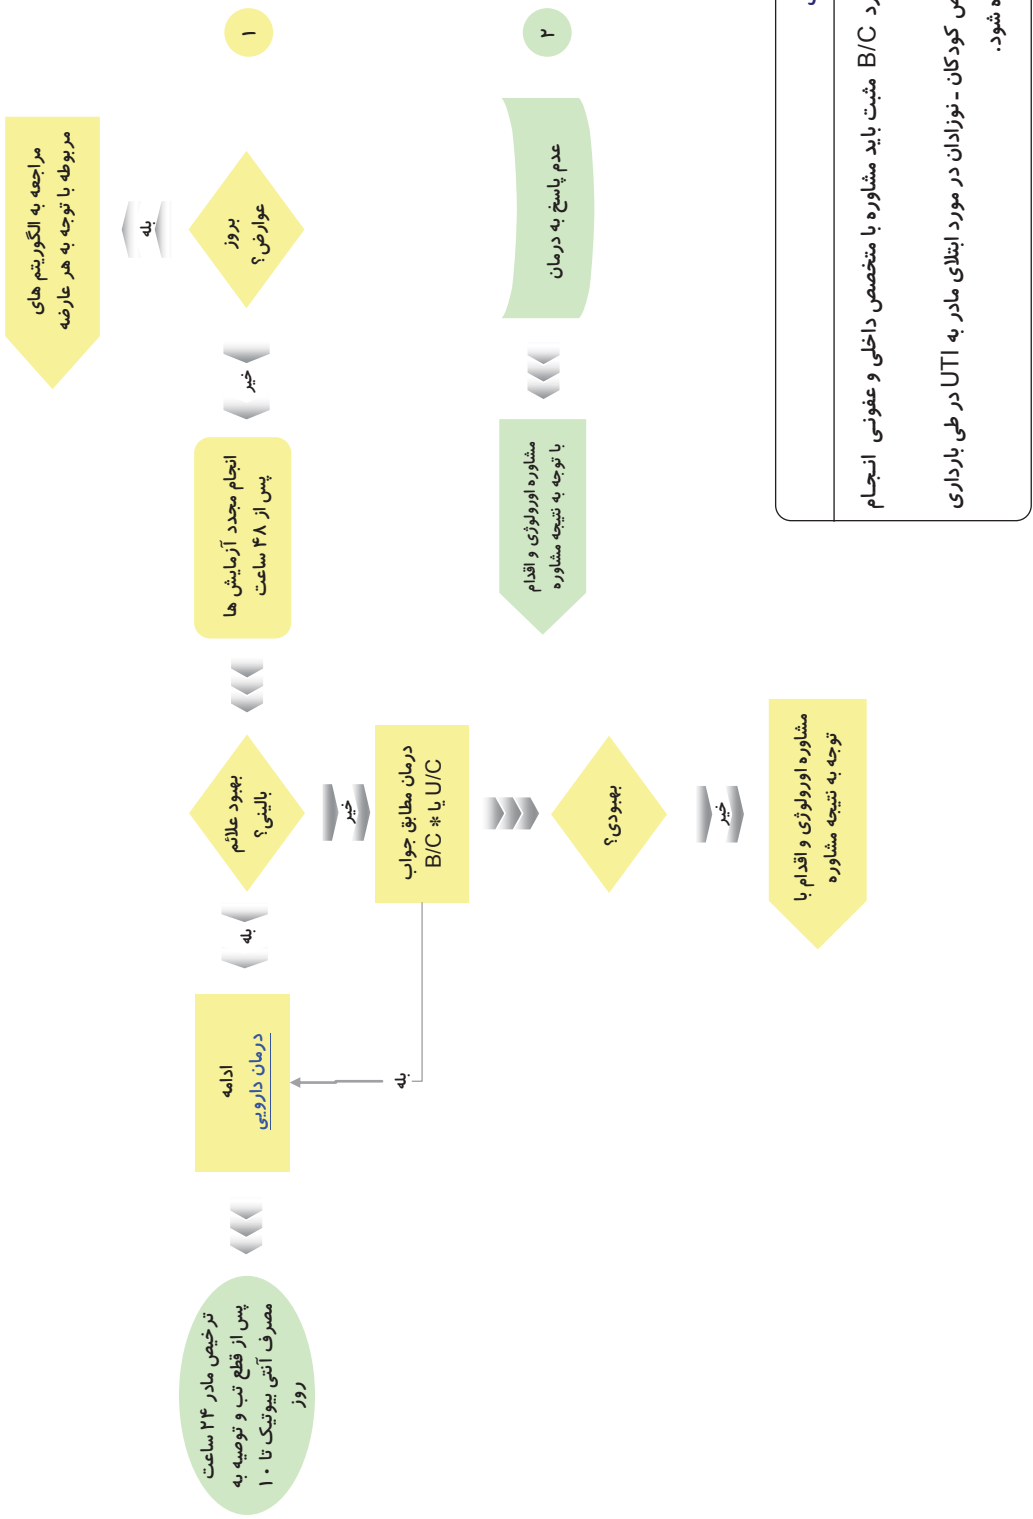 ۱
بروز
عوارض؟
بله
مراجعه به الگوریتم های
مربوطه با توجه به هر عارضه
خیر
انجام مجدد آزمایش ها
پس از ۴۸ ساعت
بهبود علائم
بالینی؟
خیر
درمان مطابق جواب
U/C یا * B/C
بهبودی؟
خیر
مشاوره اورولوژی و اقدام با
توجه به نتیجه مشاوره
بله
بله
ادامه
درمان دارویی
ترخیص مادر ۲۴ ساعت
پس از قطع تب و توصیه به
مصرف آنتی بیوتیک تا ۱۰
روز
۲
عدم پاسخ به درمان
مشاوره اورولوژی و اقدام
با توجه به نتیجه مشاوره
B/C مثبت باید مشاوره با متخصص داخلی و عفونی انجام
کودکان - نوزادان در مورد ابتلای مادر به UTI در طی بارداری
شود.